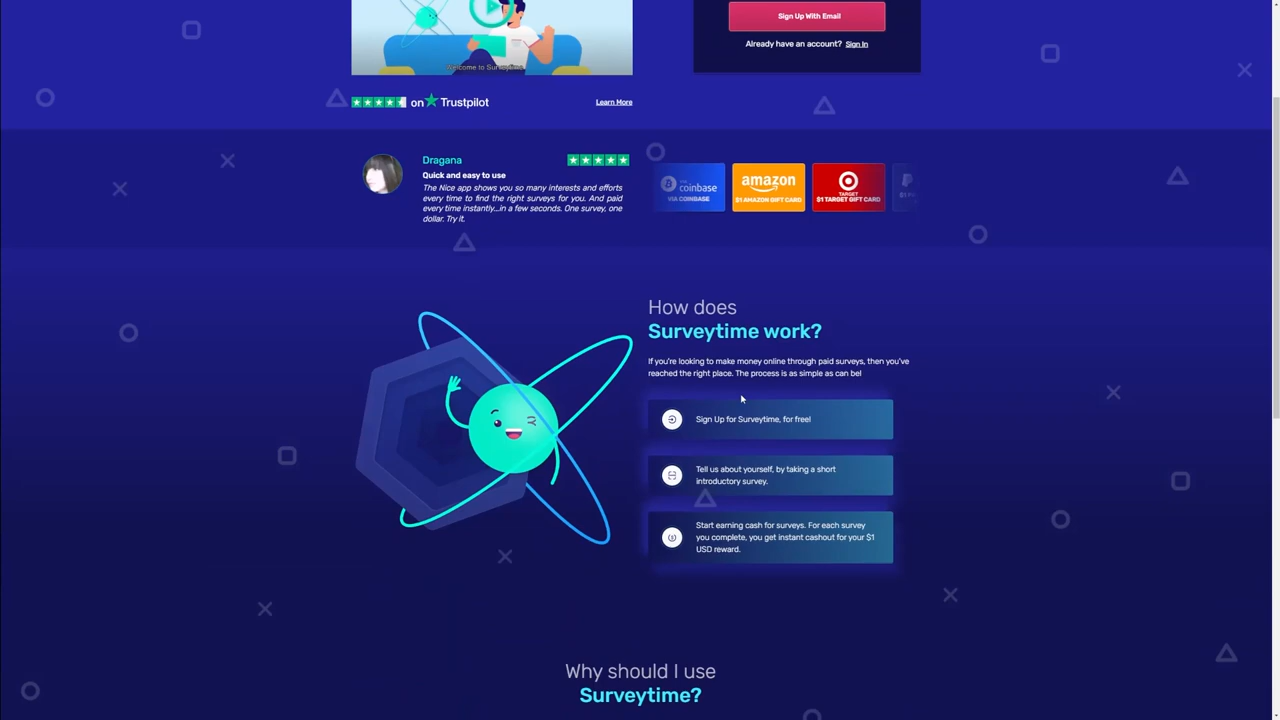 Sign Up With Email
Already have an account? Sign In
Welcome to Surveytime
on Trustpilot
Learn More
Dragana
Quick and easy to use
The Nice app shows you so many interests and efforts
every time to find the right surveys for you. And paid
every time instantly...in a few seconds. One survey, one
dollar. Try it.
coinbase
VIA COINBASE
amazon
$1 AMAZON GIFT CARD
TARGET
$1 TARGET GIFT CARD
How does
Surveytime work?
If you're looking to make money online through paid surveys, then you've
reached the right place. The process is as simple as can be!
Sign Up for Surveytime, for free!
Tell us about yourself, by taking a short
introductory survey.
Start earning cash for surveys. For each survey
you complete, you get instant cashout for your $1
USD reward.
Why should I use
Surveytime?